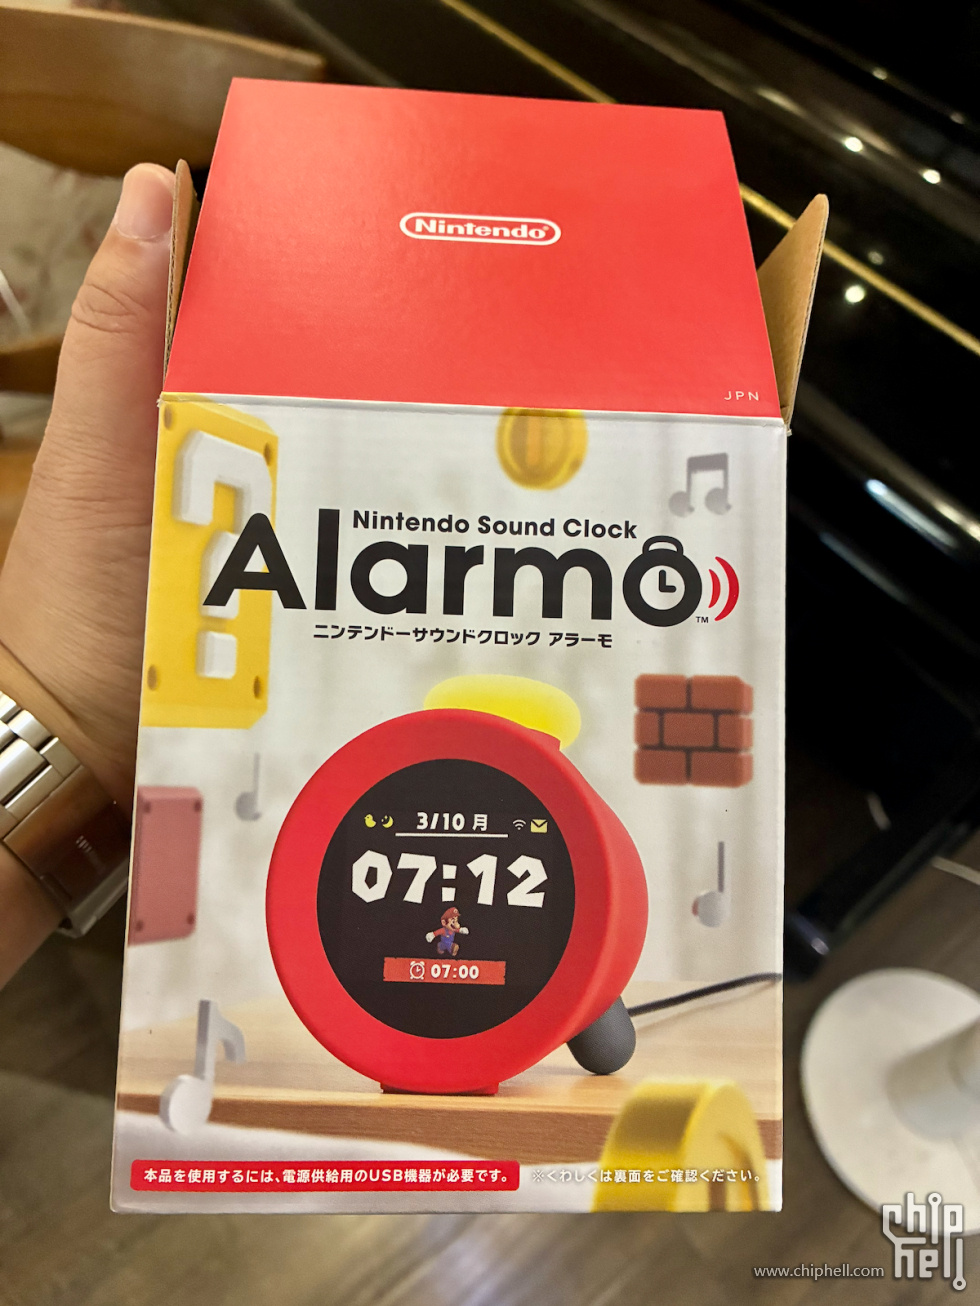 Nintendo®
JPN
Nintendo Sound Clock
Alarmo™
ニンテンドーサウンドクロック アラーモ
3/10 月
07:12
07:00
本品を使用するには、電源供給用のUSB機器が必要です。 ※くわしくは裏面をご確認ください。
chip
hell
www.chiphell.com